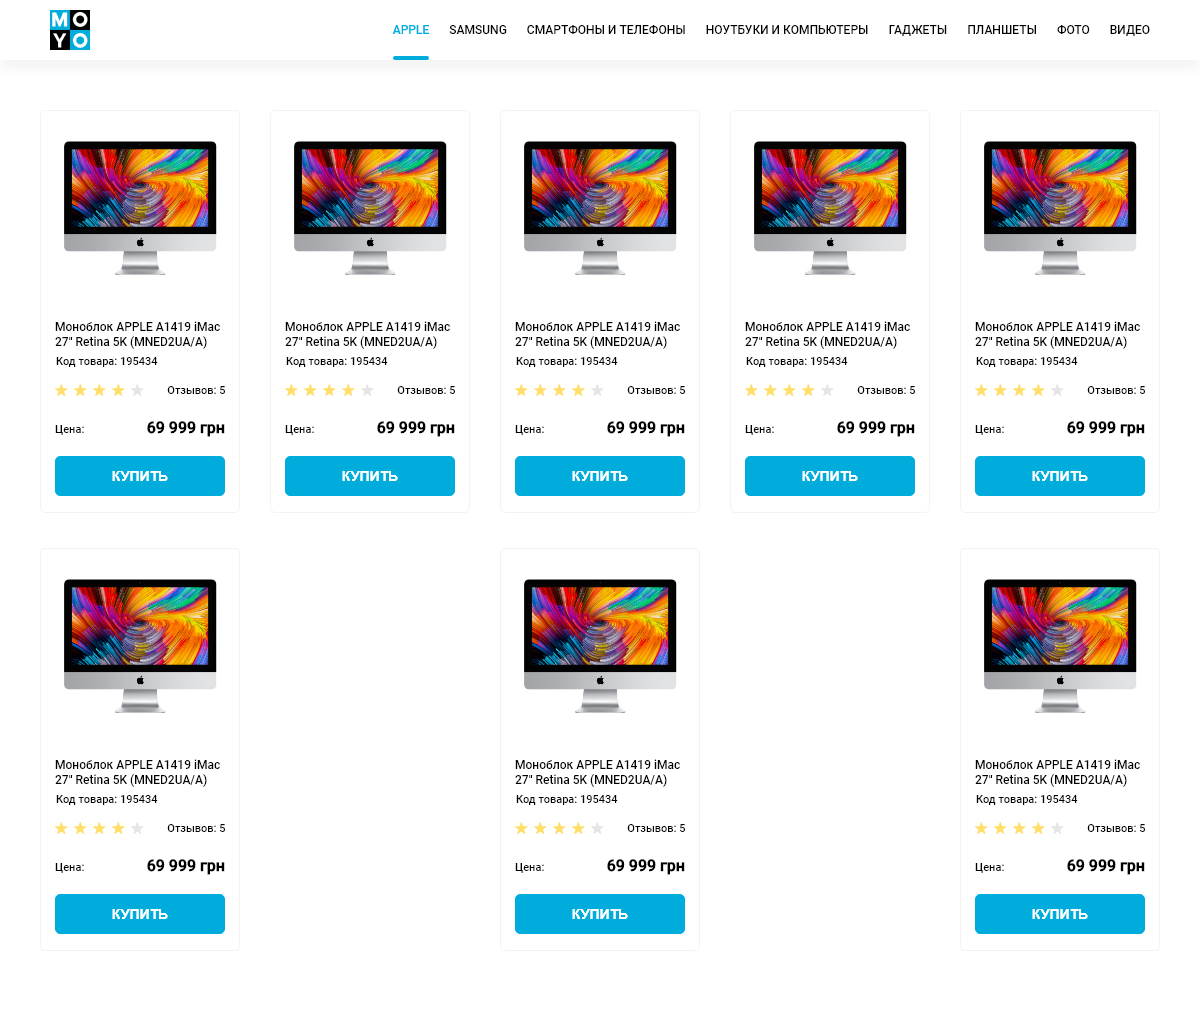 MO
YO
APPLE SAMSUNG СМАРТФОНЫ И ТЕЛЕФОНЫ НОУТБУКИ И КОМПЬЮТЕРЫ ГАДЖЕТЫ ПЛАНШЕТЫ ФОТО ВИДЕО
Моноблок APPLE A1419 iMac
27" Retina 5K (MNED2UA/A)
Код товара: 195434
Отзывов: 5
Цена: 69 999 грн
КУПИТЬ
Моноблок APPLE A1419 iMac
27" Retina 5K (MNED2UA/A)
Код товара: 195434
Отзывов: 5
Цена: 69 999 грн
КУПИТЬ
Моноблок APPLE A1419 iMac
27" Retina 5K (MNED2UA/A)
Код товара: 195434
Отзывов: 5
Цена: 69 999 грн
КУПИТЬ
Моноблок APPLE A1419 iMac
27" Retina 5K (MNED2UA/A)
Код товара: 195434
Отзывов: 5
Цена: 69 999 грн
КУПИТЬ
Моноблок APPLE A1419 iMac
27" Retina 5K (MNED2UA/A)
Код товара: 195434
Отзывов: 5
Цена: 69 999 грн
КУПИТЬ
Моноблок APPLE A1419 iMac
27" Retina 5K (MNED2UA/A)
Код товара: 195434
Отзывов: 5
Цена: 69 999 грн
КУПИТЬ
Моноблок APPLE A1419 iMac
27" Retina 5K (MNED2UA/A)
Код товара: 195434
Отзывов: 5
Цена: 69 999 грн
КУПИТЬ
Моноблок APPLE A1419 iMac
27" Retina 5K (MNED2UA/A)
Код товара: 195434
Отзывов: 5
Цена: 69 999 грн
КУПИТЬ